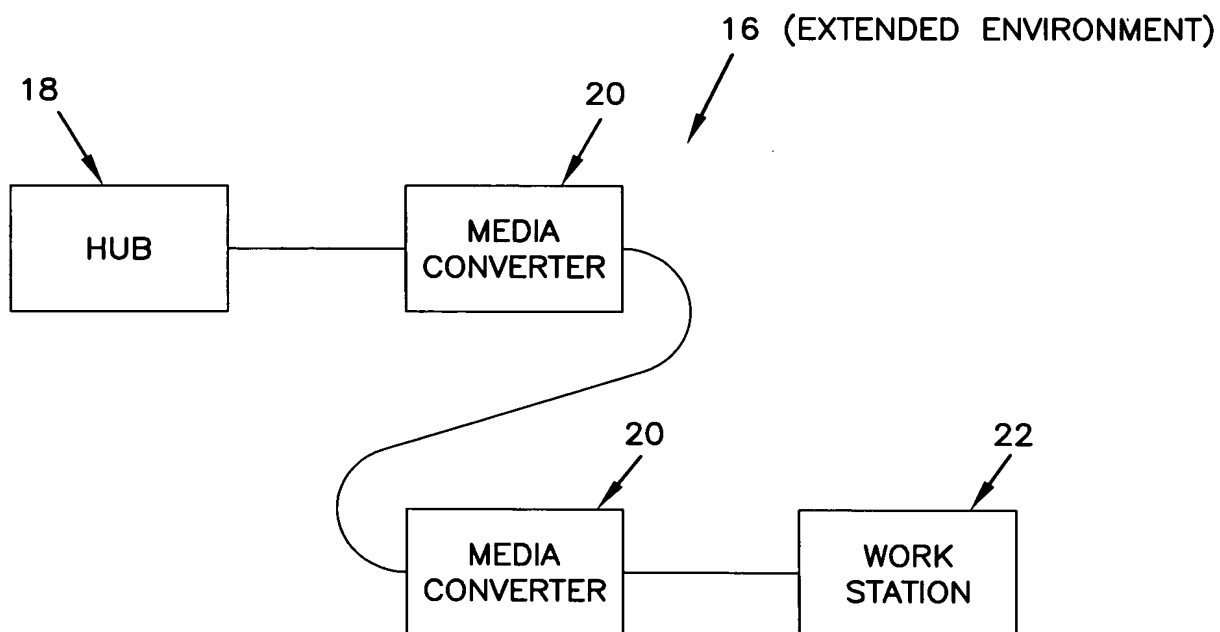 16 (EXTENDED ENVIRONMENT)
18
20
HUB
MEDIA
CONVERTER
20
22
MEDIA
CONVERTER
WORK
STATION